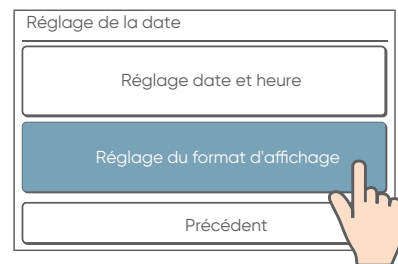 Réglage de la date
Réglage date et heure
Réglage du format d'affichage
Précédent